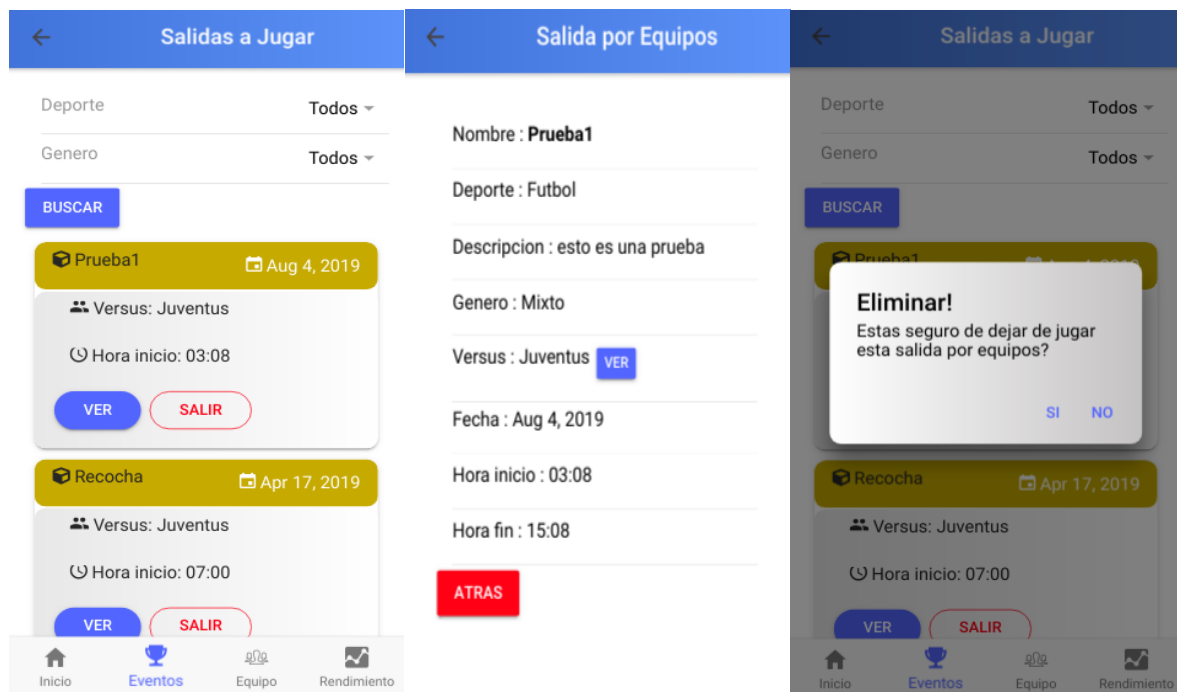 Salidas a Jugar
Deporte Todos
Genero Todos
BUSCAR
Prueba1 Aug 4, 2019
Versus: Juventus
Hora inicio: 03:08
VER SALIR
Recocha Apr 17, 2019
Versus: Juventus
Hora inicio: 07:00
VER SALIR
Inicio Eventos Equipo Rendimiento
Salida por Equipos
Nombre : Prueba1
Deporte : Futbol
Descripcion : esto es una prueba
Genero : Mixto
Versus : Juventus VER
Fecha : Aug 4, 2019
Hora inicio : 03:08
Hora fin : 15:08
ATRAS
Salidas a Jugar
Deporte Todos
Genero Todos
BUSCAR
Prueba1
Eliminar!
Estas seguro de dejar de jugar
esta salida por equipos?
SI NO
Recocha Apr 17, 2019
Versus: Juventus
Hora inicio: 07:00
VER SALIR
Inicio Eventos Equipo Rendimiento